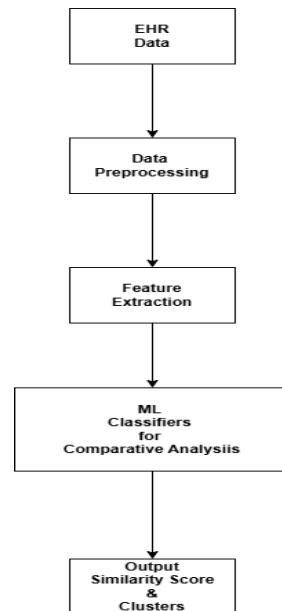 EHR
Data
Data
Preprocessing
Feature
Extraction
ML
Classifiers
for
Comparative Analysiis
Output
Similarity Score
&
Clusters